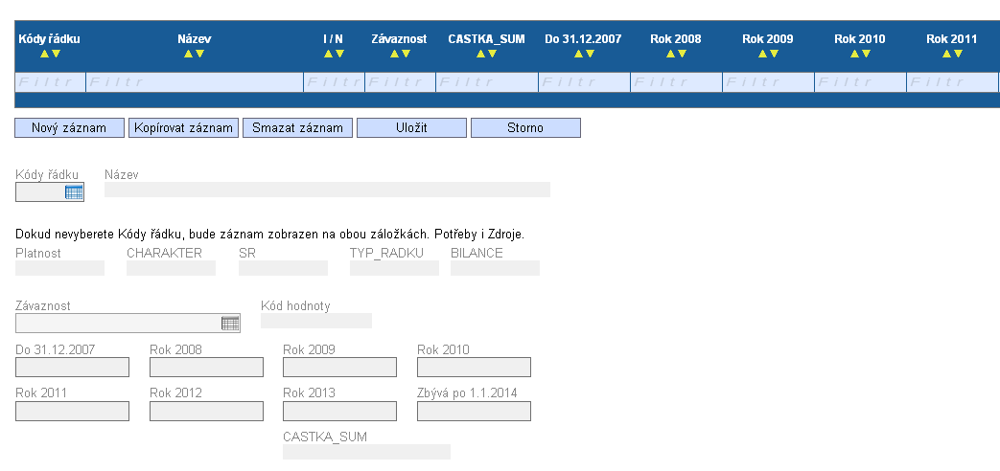 Kódy řádku Název I / N Závaznost CASTKA_SUM Do 31.12.2007 Rok 2008 Rok 2009 Rok 2010 Rok 2011
Filtr Filtr Filtr Filtr Filtr Filtr Filtr Filtr Filtr Filtr
Nový záznam Kopírovat záznam Smazat záznam Uložit Storno
Kódy řádku Název
Dokud nevyberete Kódy řádku, bude záznam zobrazen na obou záložkách. Potřeby i Zdroje.
Platnost CHARAKTER SR TYP_RADKU BILANCE
Závaznost Kód hodnoty
Do 31.12.2007 Rok 2008 Rok 2009 Rok 2010
Rok 2011 Rok 2012 Rok 2013 Zbývá po 1.1.2014
CASTKA_SUM